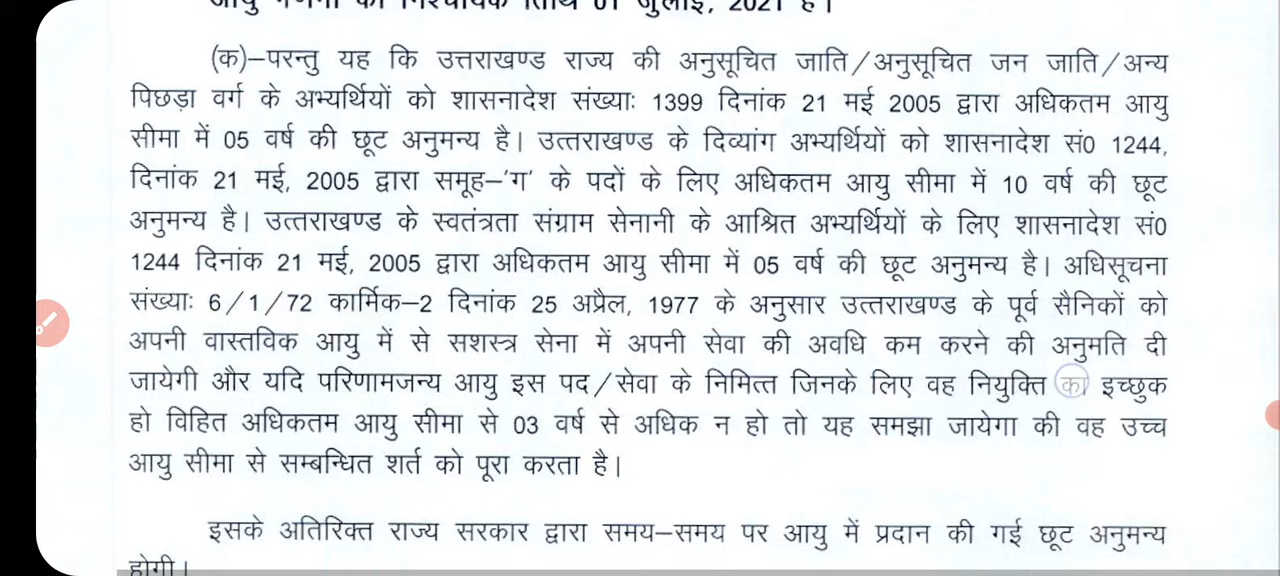 आयु गणना की निश्चायक तिथि 01 जुलाई, 2021 है।
(क)–परन्तु यह कि उत्तराखण्ड राज्य की अनुसूचित जाति/अनुसूचित जन जाति/अन्य
पिछड़ा वर्ग के अभ्यर्थियों को शासनादेश संख्याः 1399 दिनांक 21 मई 2005 द्वारा अधिकतम आयु
सीमा में 05 वर्ष की छूट अनुमन्य है। उत्तराखण्ड के दिव्यांग अभ्यर्थियों को शासनादेश सं0 1244,
दिनांक 21 मई, 2005 द्वारा समूह–'ग' के पदों के लिए अधिकतम आयु सीमा में 10 वर्ष की छूट
अनुमन्य है। उत्तराखण्ड के स्वतंत्रता संग्राम सेनानी के आश्रित अभ्यर्थियों के लिए शासनादेश सं0
1244 दिनांक 21 मई, 2005 द्वारा अधिकतम आयु सीमा में 05 वर्ष की छूट अनुमन्य है। अधिसूचना
संख्याः 6/1/72 कार्मिक–2 दिनांक 25 अप्रैल, 1977 के अनुसार उत्तराखण्ड के पूर्व सैनिकों को
अपनी वास्तविक आयु में से सशस्त्र सेना में अपनी सेवा की अवधि कम करने की अनुमति दी
जायेगी और यदि परिणामजन्य आयु इस पद/सेवा के निमित्त जिनके लिए वह नियुक्ति का इच्छुक
हो विहित अधिकतम आयु सीमा से 03 वर्ष से अधिक न हो तो यह समझा जायेगा की वह उच्च
आयु सीमा से सम्बन्धित शर्त को पूरा करता है।
इसके अतिरिक्त राज्य सरकार द्वारा समय–समय पर आयु में प्रदान की गई छूट अनुमन्य
होगी।